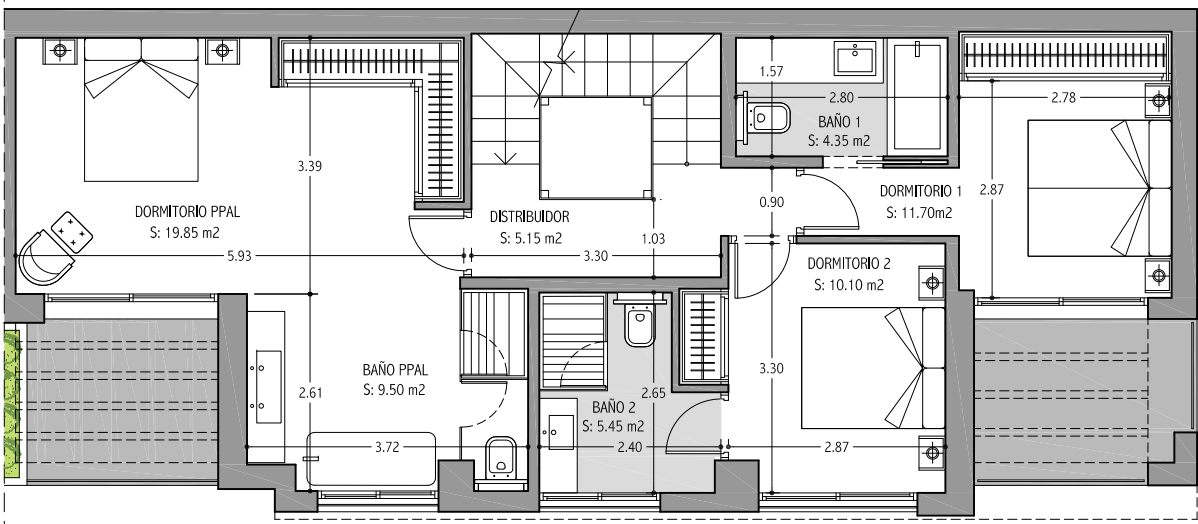 1.57
2.80
BAÑO 1
S: 4.35 m2
2.78
3.39
2.87
DORMITORIO 1
S: 11.70m2
DORMITORIO PPAL
S: 19.85 m2
DISTRIBUIDOR
S: 5.15 m2
0.90
1.03
5.93
3.30
DORMITORIO 2
S: 10.10 m2
BAÑO PPAL
S: 9.50 m2
2.61
3.30
2.65
BAÑO 2
S: 5.45 m2
3.72
2.40
2.87